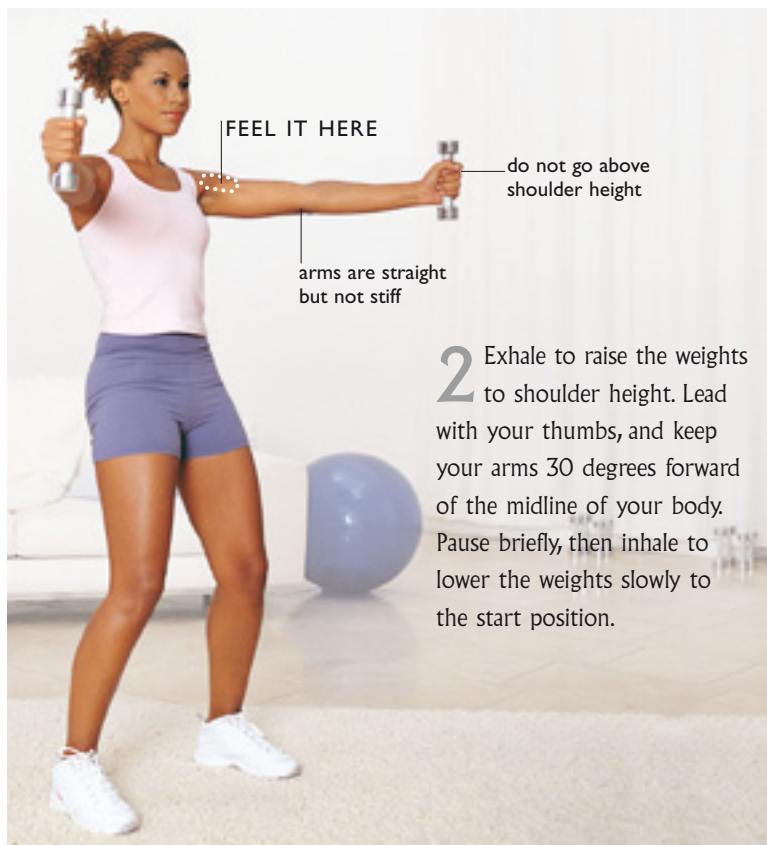 FEEL IT HERE
do not go above
shoulder height
arms are straight
but not stiff
2 Exhale to raise the weights
to shoulder height. Lead
with your thumbs, and keep
your arms 30 degrees forward
of the midline of your body.
Pause briefly, then inhale to
lower the weights slowly to
the start position.